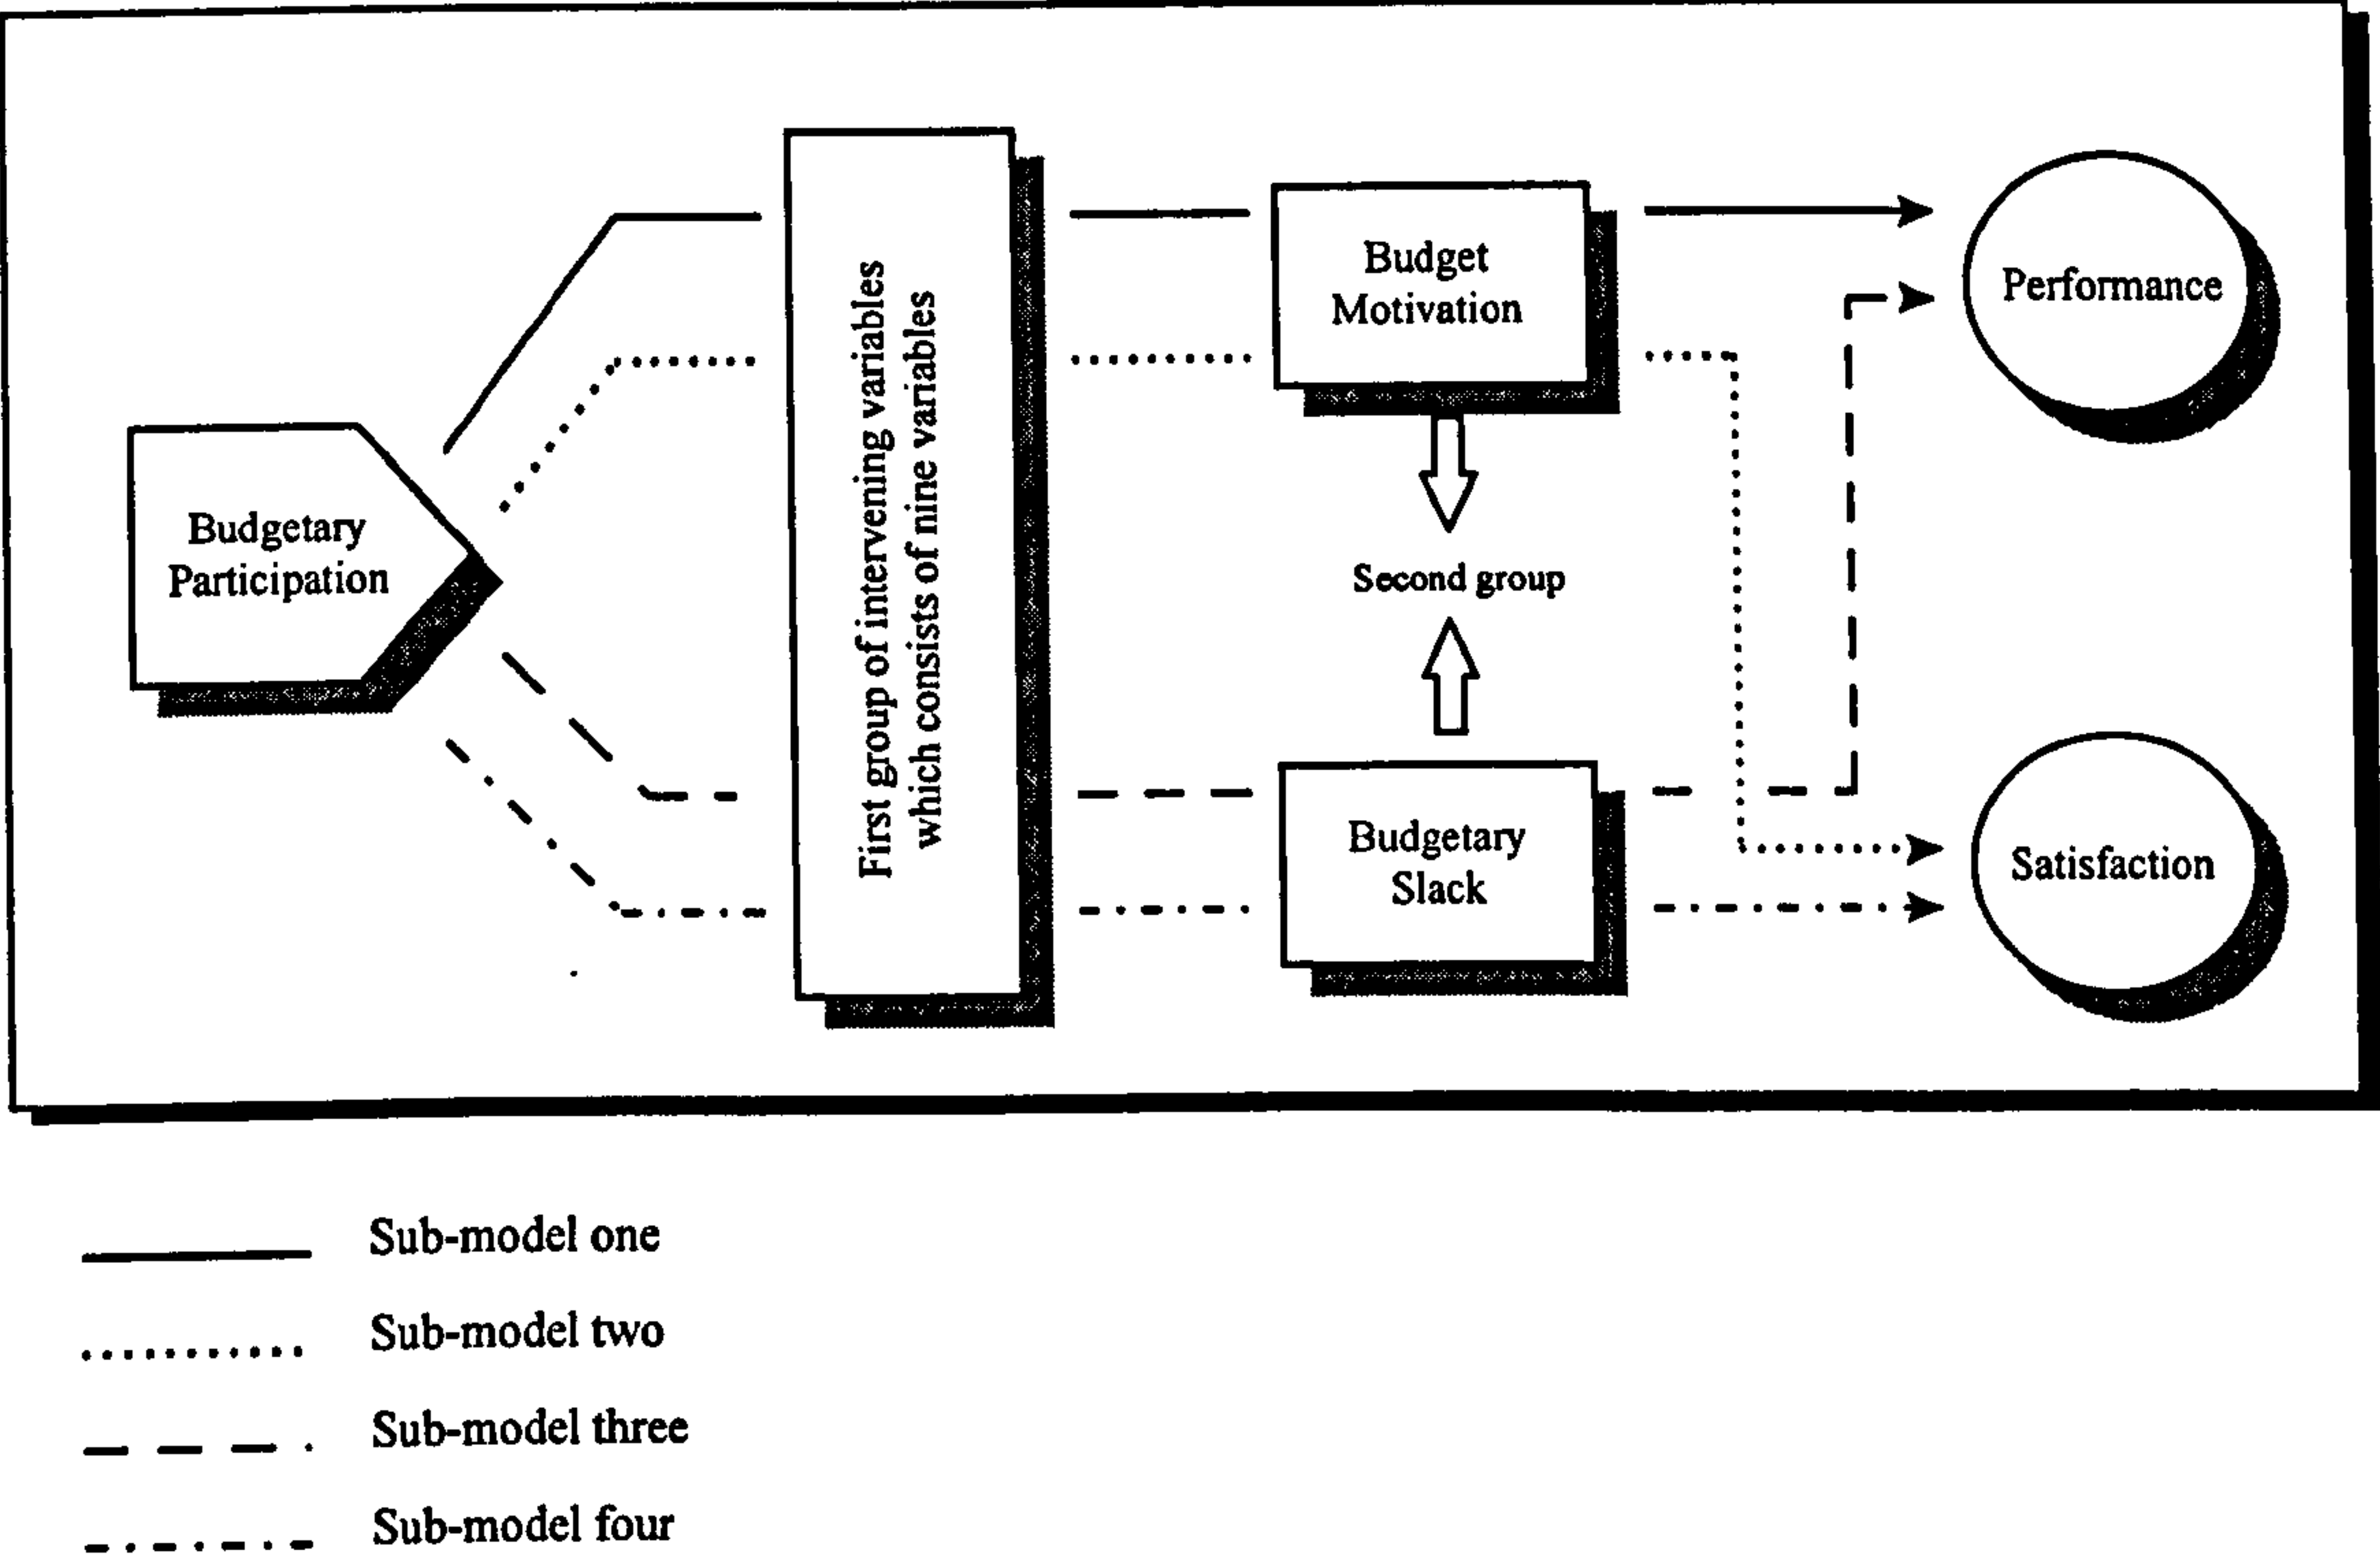 Budgetary
Participation
First group of intervening variables
which consists of nine variables
Budget
Motivation
Second group
Budgetary
Slack
Performance
Satisfaction
Sub-model one
Sub-model two
Sub-model three
Sub-model four